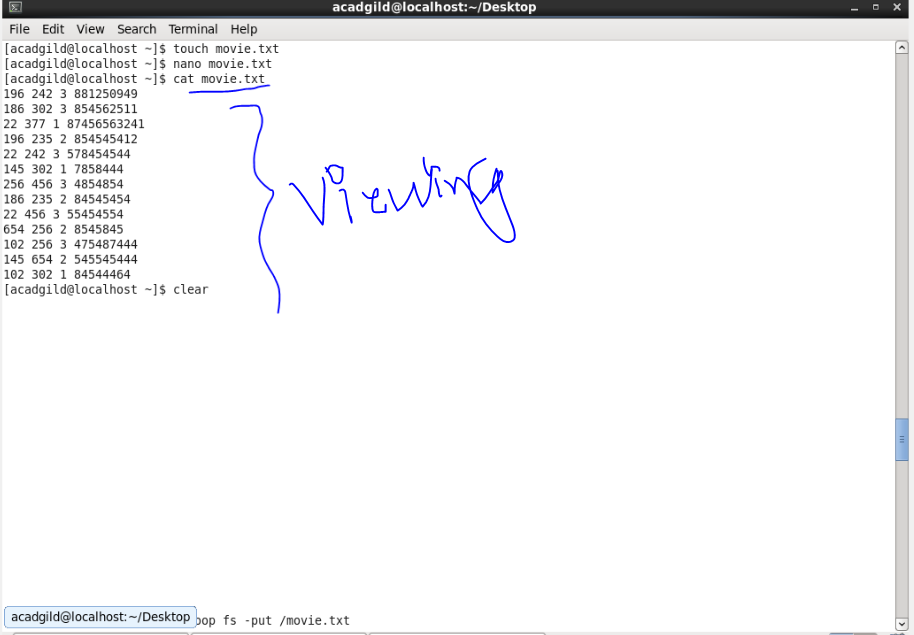 acadgild@localhost:~/Desktop
File Edit View Search Terminal Help
[acadgild@localhost ~]$ touch movie.txt
[acadgild@localhost ~]$ nano movie.txt
[acadgild@localhost ~]$ cat movie.txt
196 242 3 881250949
186 302 3 854562511
22 377 1 87456563241
196 235 2 854545412
22 242 3 578454544
145 302 1 7858444
256 456 3 4854854
186 235 2 84545454
22 456 3 55454554
654 256 2 8545845
102 256 3 475487444
145 654 2 545545444
102 302 1 84544464
[acadgild@localhost ~]$ clear
Viewing
acadgild@localhost:~/Desktop
oop fs -put /movie.txt